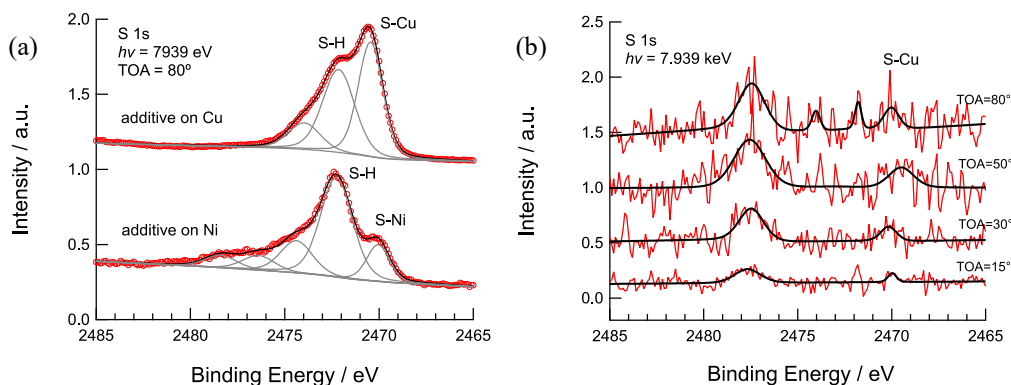 (a)
S 1s
hν = 7939 eV
TOA = 80º
S-Cu
S-H
additive on Cu
S-H
S-Ni
additive on Ni
2.0
1.5
1.0
0.5
0.0
Intensity / a.u.
2485
2480
2475
2470
2465
Binding Energy / eV
(b)
S 1s
hν = 7.939 keV
S-Cu
TOA=80°
TOA=50°
TOA=30°
TOA=15°
2.5
2.0
1.5
1.0
0.5
0.0
Intensity / a.u.
2485
2480
2475
2470
2465
Binding Energy / eV